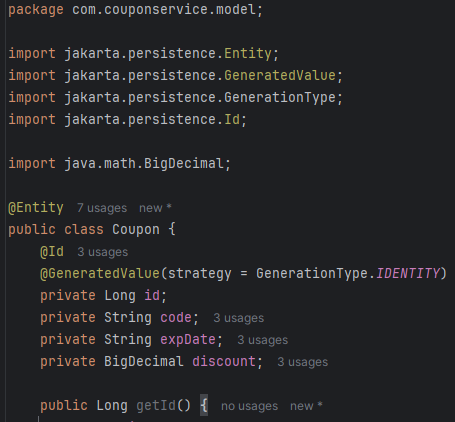 package com.couponservice.model;
import jakarta.persistence.Entity;
import jakarta.persistence.GeneratedValue;
import jakarta.persistence.GenerationType;
import jakarta.persistence.Id;
import java.math.BigDecimal;
@Entity 7 usages new *
public class Coupon {
@Id 3 usages
@GeneratedValue(strategy = GenerationType.IDENTITY)
private Long id;
private String code; 3 usages
private String expDate; 3 usages
private BigDecimal discount; 3 usages
public Long getId() { no usages new *